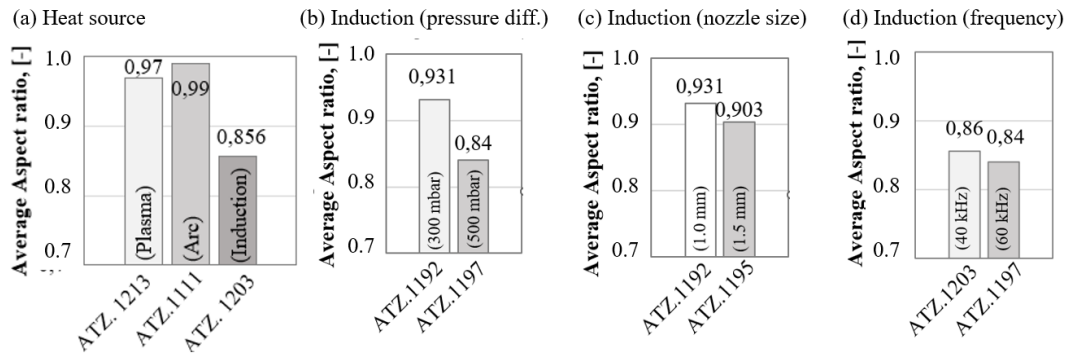 (a) Heat source
Average Aspect ratio, [-]
1.0
0.9
0.8
0.7
0,97
0,99
0,856
(Plasma)
(Arc)
(Induction)
ATZ. 1213
ATZ.1111
ATZ. 1203
(b) Induction (pressure diff.)
Average Aspect ratio, [-]
1.0
0.9
0.8
0.7
0,931
0,84
(300 mbar)
(500 mbar)
ATZ.1192
ATZ.1197
(c) Induction (nozzle size)
Average Aspect ratio, [-]
1.0
0.9
0.8
0.7
0,931
0,903
(1.0 mm)
(1.5 mm)
ATZ.1192
ATZ.1195
(d) Induction (frequency)
Average Aspect ratio, [-]
1.0
0.9
0.8
0.7
0,86
0,84
(40 kHz)
(60 kHz)
ATZ.1203
ATZ.1197